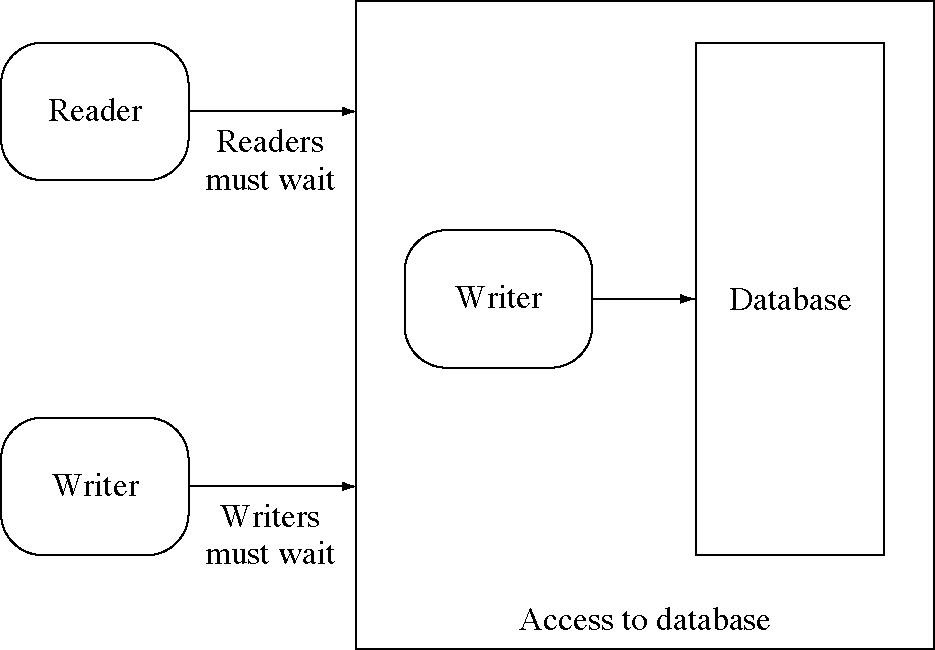 Reader
Readers
must wait
Writer
Database
Writer
Writers
must wait
Access to database